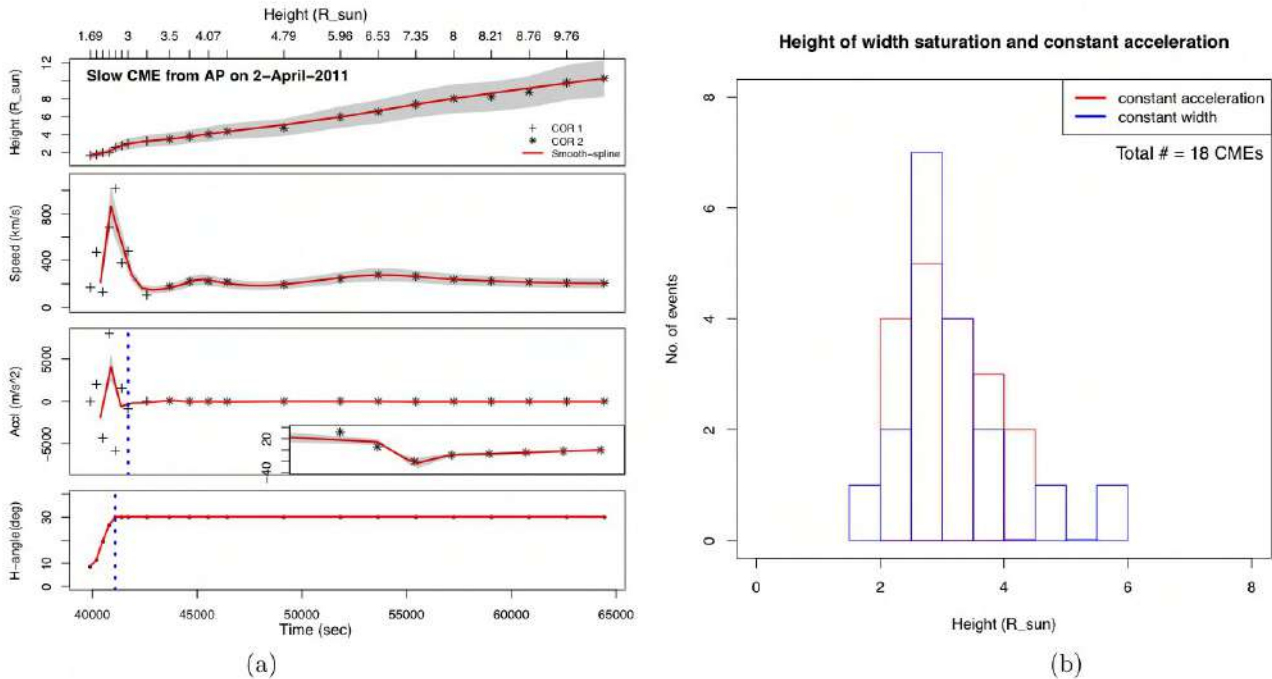 Height (R_sun)
1.69 3 3.5 4.07 4.79 5.96 6.53 7.35 8 8.21 8.76 9.76
Slow CME from AP on 2-April-2011
Height (R_sun)
12
8
6
4
2
COR 1
COR 2
Smooth-spline
Speed (km/s)
800
400
0
Accl (m/s^2)
5000
0
-5000
20
-40
H-angle(deg)
30
10
0
40000 45000 50000 55000 60000 65000
Time (sec)
(a)
Height of width saturation and constant acceleration
constant acceleration
constant width
Total # = 18 CMEs
No. of events
8
6
4
2
0
0 2 4 6 8
Height (R_sun)
(b)